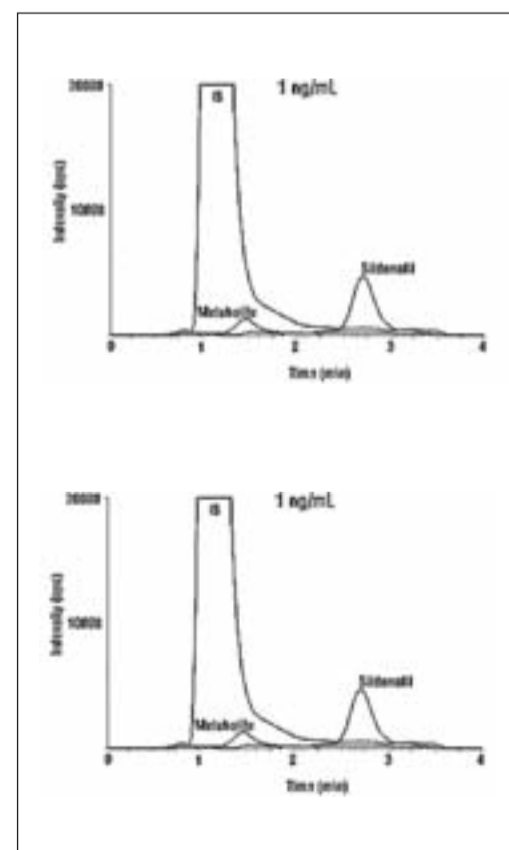 20000
IS
1 ng/mL
10000
Intensity (cps)
Sildenafil
Metabolite
0 1 2 3 4
Time (min)
20000
IS
1 ng/mL
10000
Intensity (cps)
Sildenafil
Metabolite
0 1 2 3 4
Time (min)